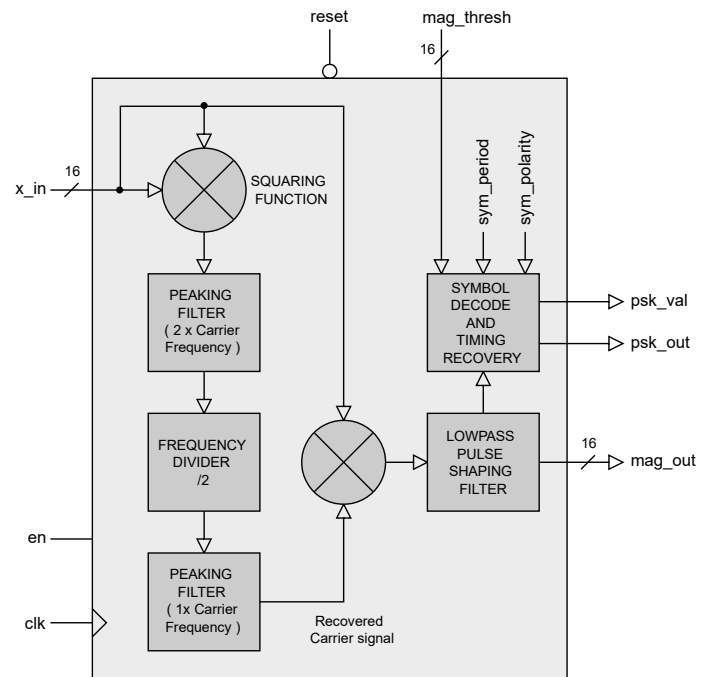 reset
mag_thresh
16
16
x_in
SQUARING
FUNCTION
sym_period
sym_polarity
PEAKING
FILTER
( 2 x Carrier
Frequency )
SYMBOL
DECODE
AND
TIMING
RECOVERY
psk_val
psk_out
FREQUENCY
DIVIDER
/2
LOWPASS
PULSE
SHAPING
FILTER
16
mag_out
en
clk
PEAKING
FILTER
( 1x Carrier
Frequency )
Recovered
Carrier signal